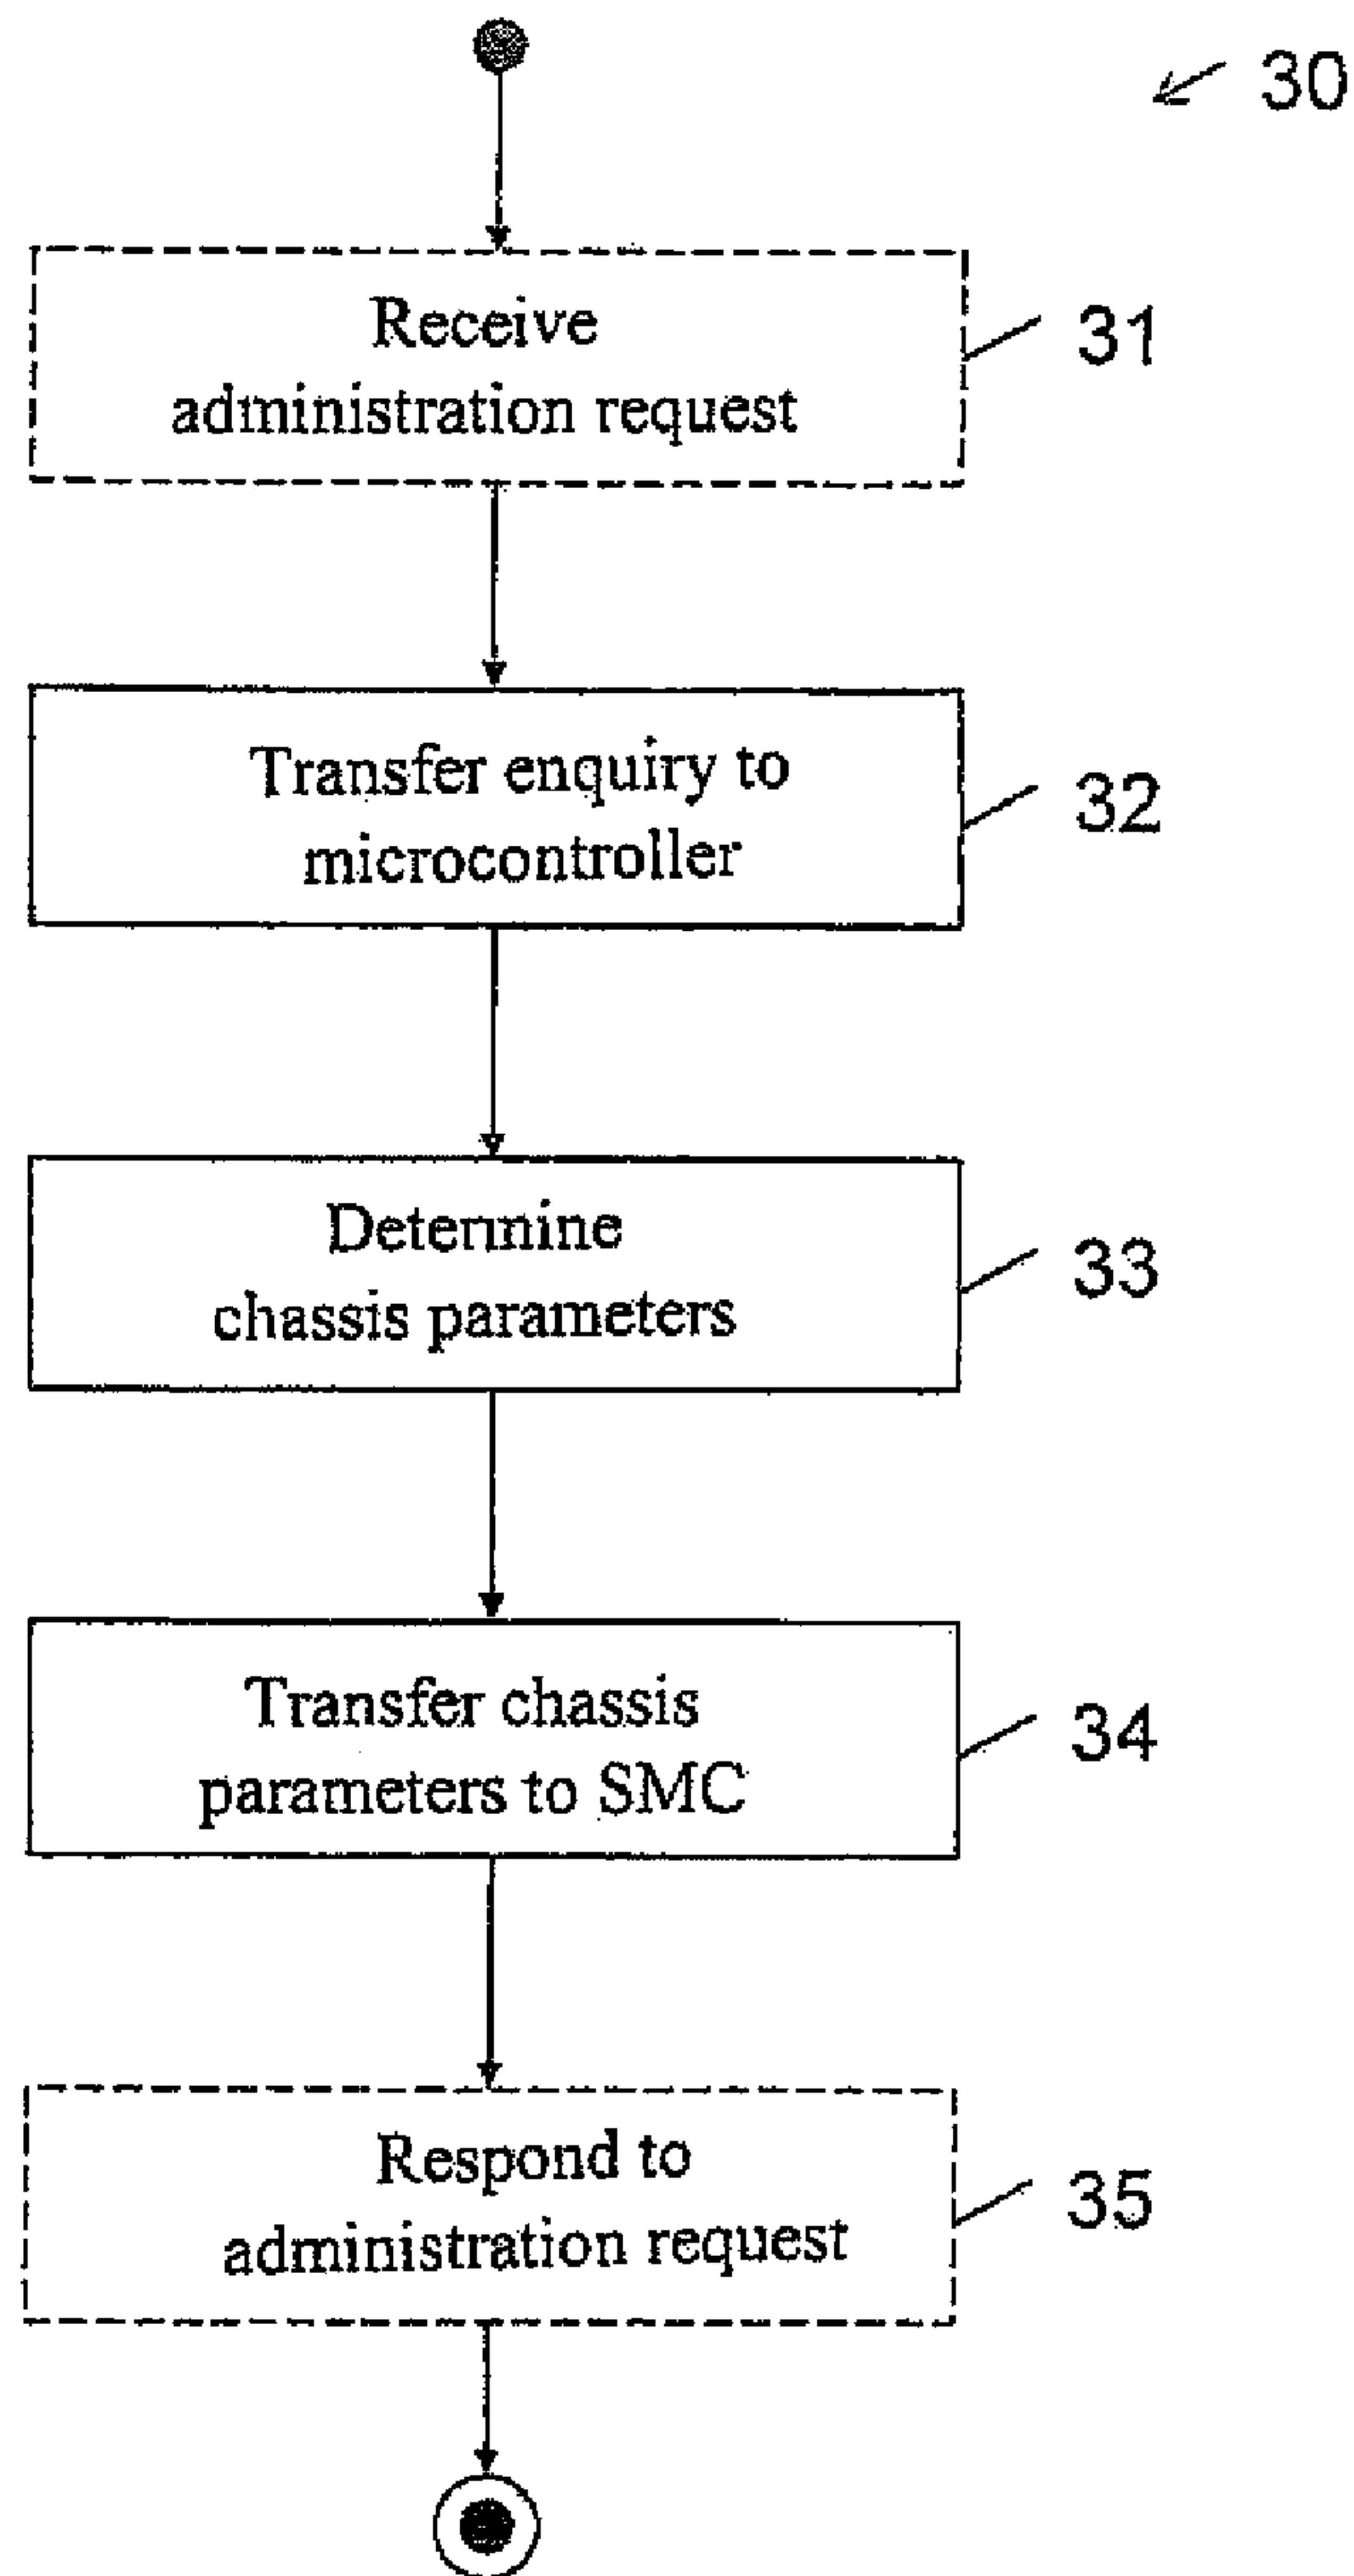 30
Receive
administration request
31
Transfer enquiry to
microcontroller
32
Determine
chassis parameters
33
Transfer chassis
parameters to SMC
34
Respond to
administration request
35